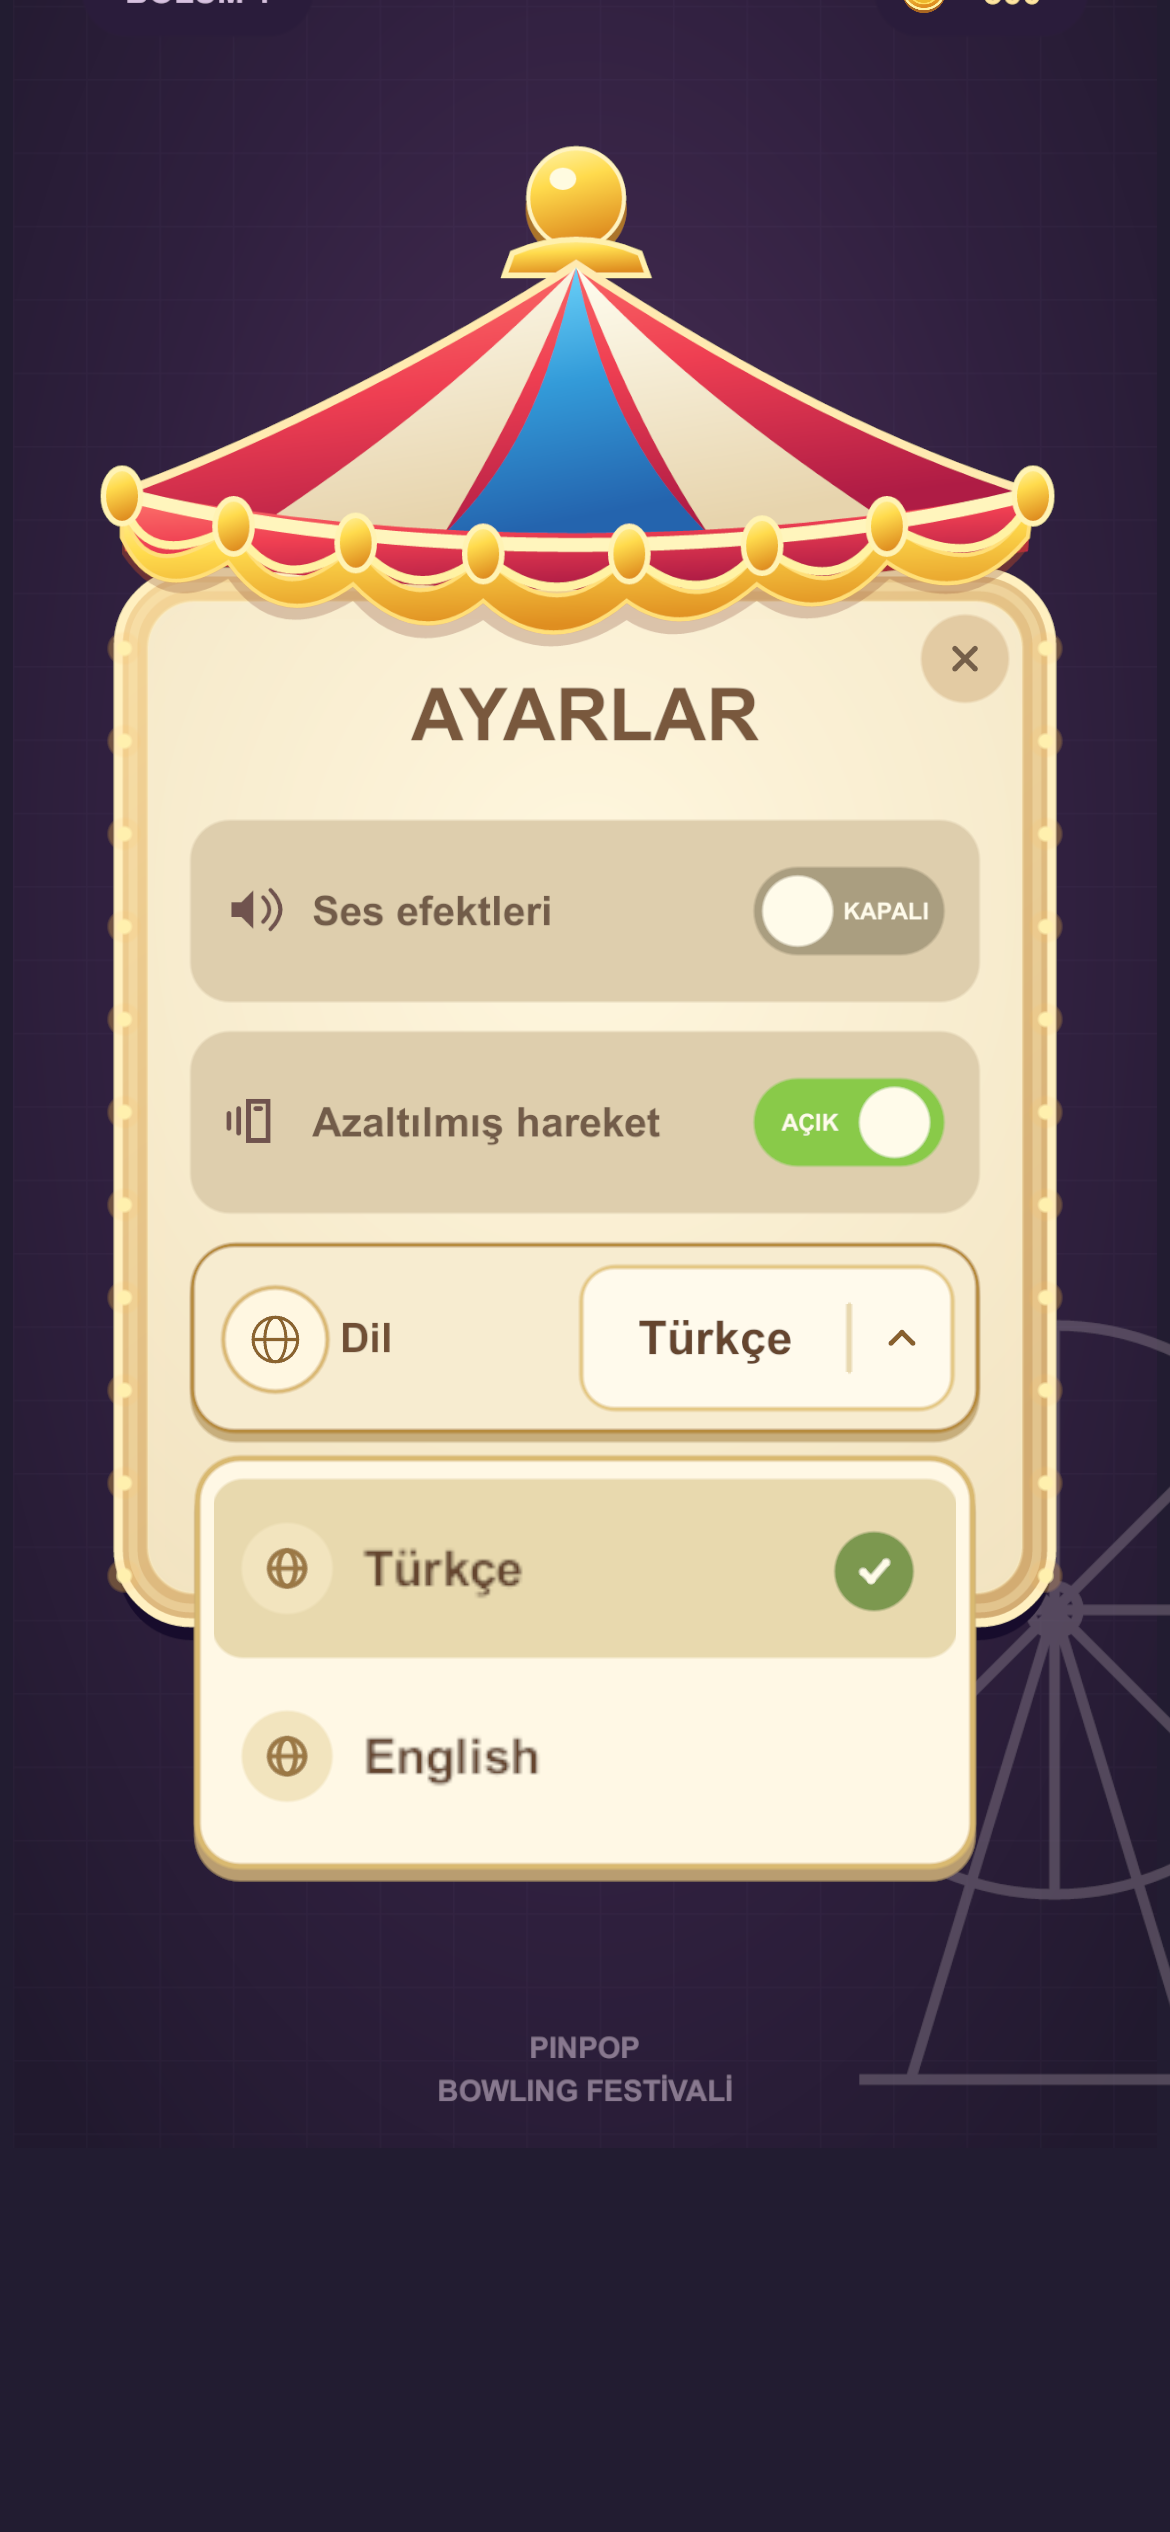 AYARLAR
Ses efektleri KAPALI
Azaltılmış hareket AÇIK
Dil Türkçe
Türkçe
English
PINPOP
BOWLING FESTİVALİ